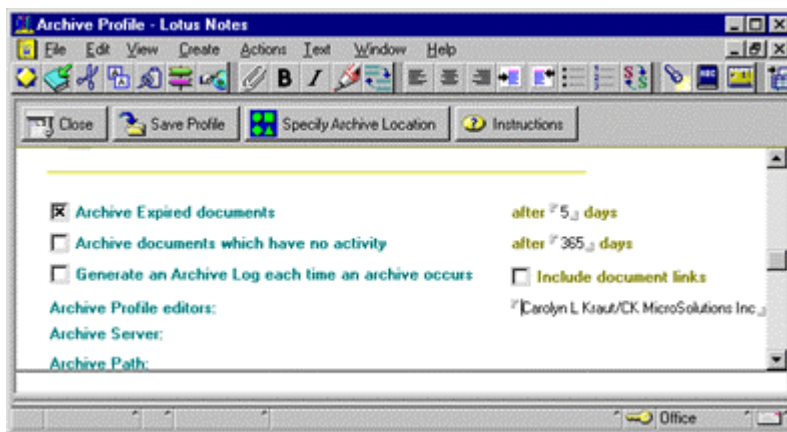 Archive Profile - Lotus Notes
File Edit View Create Actions Text Window Help
B I
Close Save Profile Specify Archive Location Instructions
Archive Expired documents after 5 days
Archive documents which have no activity after 365 days
Generate an Archive Log each time an archive occurs Include document links
Archive Profile editors: Carolyn L Kraut/CK MicroSolutions Inc
Archive Server:
Archive Path:
Office